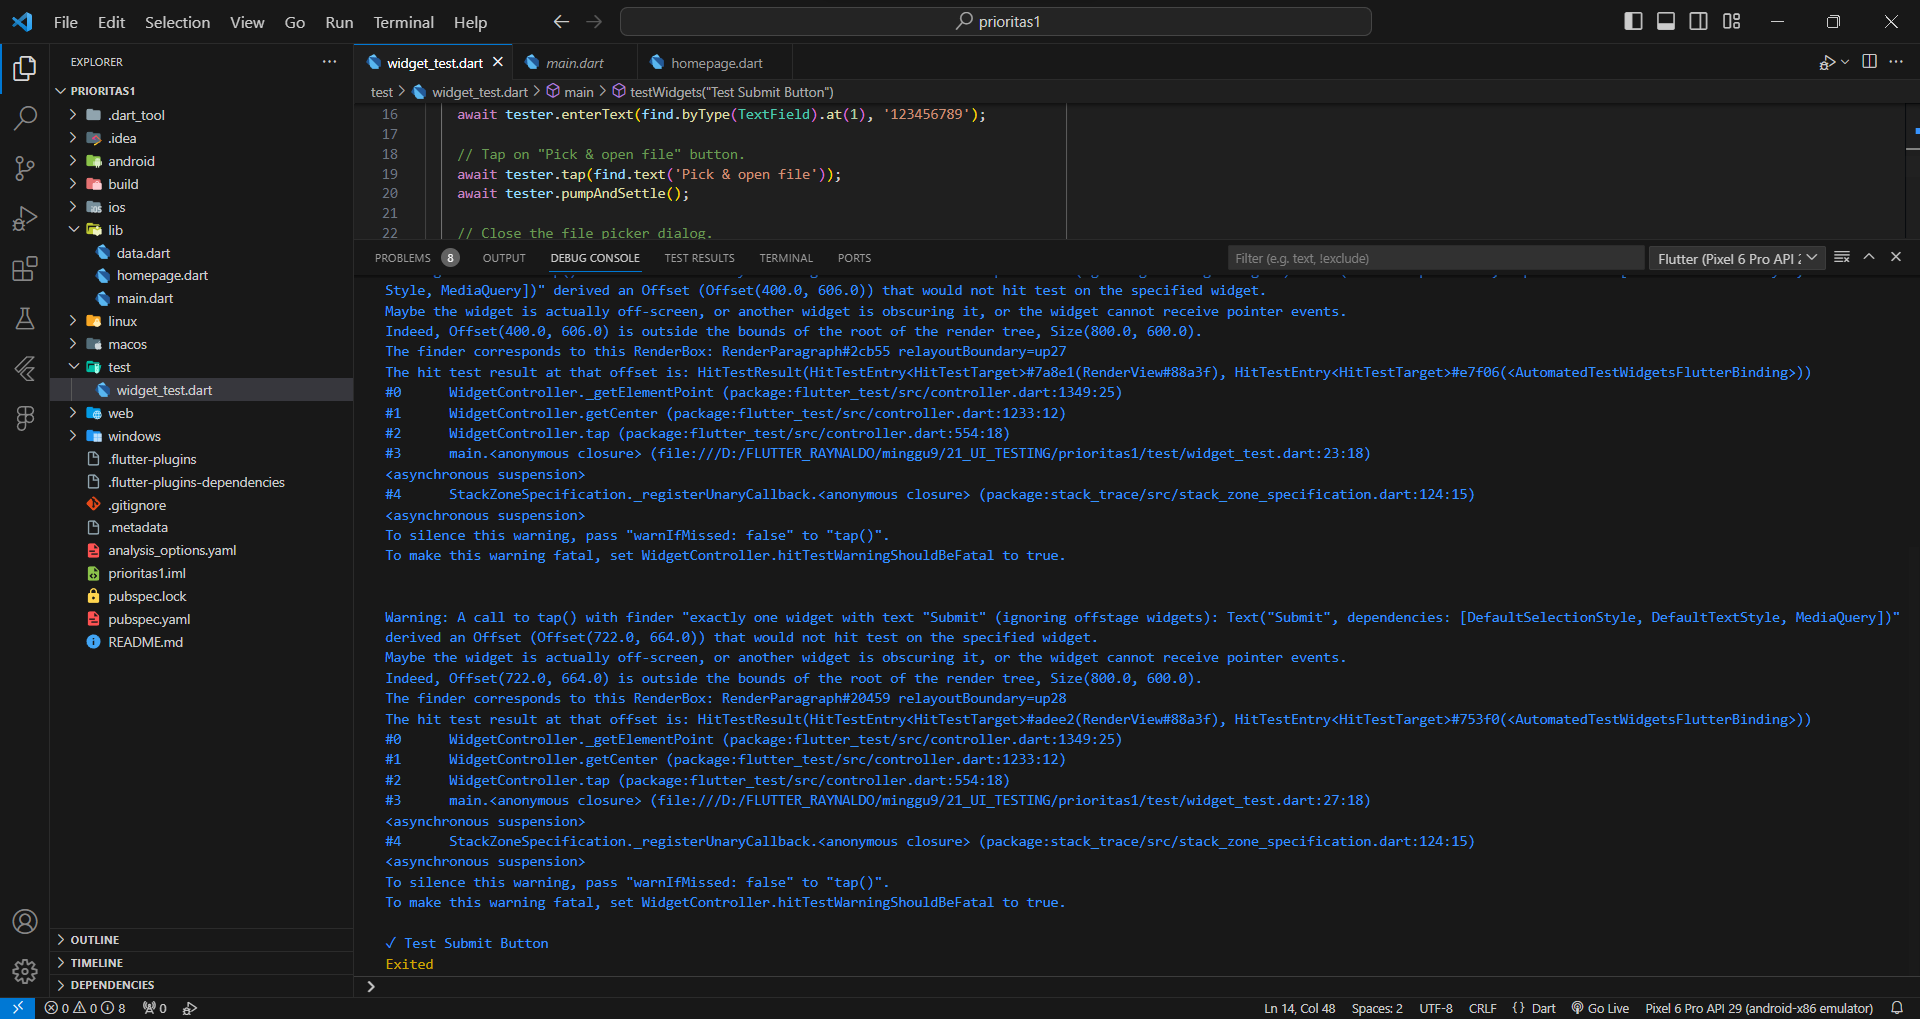 File Edit Selection View Go Run Terminal Help
prioritas1
EXPLORER
PRIORITAS1
.dart_tool
.idea
android
build
ios
lib
data.dart
homepage.dart
main.dart
linux
macos
test
widget_test.dart
web
windows
.flutter-plugins
.flutter-plugins-dependencies
.gitignore
.metadata
analysis_options.yaml
prioritas1.iml
pubspec.lock
pubspec.yaml
README.md
OUTLINE
TIMELINE
DEPENDENCIES
widget_test.dart main.dart homepage.dart
test > widget_test.dart > main > testWidgets("Test Submit Button")
16 await tester.enterText(find.byType(TextField).at(1), '123456789');
17
18 // Tap on "Pick & open file" button.
19 await tester.tap(find.text('Pick & open file'));
20 await tester.pumpAndSettle();
21
22 // Close the file picker dialog.
PROBLEMS 8 OUTPUT DEBUG CONSOLE TEST RESULTS TERMINAL PORTS
Filter (e.g. text, !exclude)
Flutter (Pixel 6 Pro API 2
Style, MediaQuery])" derived an Offset (Offset(400.0, 606.0)) that would not hit test on the specified widget.
Maybe the widget is actually off-screen, or another widget is obscuring it, or the widget cannot receive pointer events.
Indeed, Offset(400.0, 606.0) is outside the bounds of the root of the render tree, Size(800.0, 600.0).
The finder corresponds to this RenderBox: RenderParagraph#2cb55 relayoutBoundary=up27
The hit test result at that offset is: HitTestResult(HitTestEntry<HitTestTarget>#7a8e1(RenderView#88a3f), HitTestEntry<HitTestTarget>#e7f06(<AutomatedTestWidgetsFlutterBinding>))
#0 WidgetController._getElementPoint (package:flutter_test/src/controller.dart:1349:25)
#1 WidgetController.getCenter (package:flutter_test/src/controller.dart:1233:12)
#2 WidgetController.tap (package:flutter_test/src/controller.dart:554:18)
#3 main.<anonymous closure> (file:///D:/FLUTTER_RAYNALDO/minggu9/21_UI_TESTING/prioritas1/test/widget_test.dart:23:18)
<asynchronous suspension>
#4 StackZoneSpecification._registerUnaryCallback.<anonymous closure> (package:stack_trace/src/stack_zone_specification.dart:124:15)
<asynchronous suspension>
To silence this warning, pass "warnIfMissed: false" to "tap()".
To make this warning fatal, set WidgetController.hitTestWarningShouldBeFatal to true.
Warning: A call to tap() with finder "exactly one widget with text "Submit" (ignoring offstage widgets): Text("Submit", dependencies: [DefaultSelectionStyle, DefaultTextStyle, MediaQuery])"
derived an Offset (Offset(722.0, 664.0)) that would not hit test on the specified widget.
Maybe the widget is actually off-screen, or another widget is obscuring it, or the widget cannot receive pointer events.
Indeed, Offset(722.0, 664.0) is outside the bounds of the root of the render tree, Size(800.0, 600.0).
The finder corresponds to this RenderBox: RenderParagraph#20459 relayoutBoundary=up28
The hit test result at that offset is: HitTestResult(HitTestEntry<HitTestTarget>#adee2(RenderView#88a3f), HitTestEntry<HitTestTarget>#753f0(<AutomatedTestWidgetsFlutterBinding>))
#0 WidgetController._getElementPoint (package:flutter_test/src/controller.dart:1349:25)
#1 WidgetController.getCenter (package:flutter_test/src/controller.dart:1233:12)
#2 WidgetController.tap (package:flutter_test/src/controller.dart:554:18)
#3 main.<anonymous closure> (file:///D:/FLUTTER_RAYNALDO/minggu9/21_UI_TESTING/prioritas1/test/widget_test.dart:27:18)
<asynchronous suspension>
#4 StackZoneSpecification._registerUnaryCallback.<anonymous closure> (package:stack_trace/src/stack_zone_specification.dart:124:15)
<asynchronous suspension>
To silence this warning, pass "warnIfMissed: false" to "tap()".
To make this warning fatal, set WidgetController.hitTestWarningShouldBeFatal to true.
✓ Test Submit Button
Exited
0 0 8 0 Ln 14, Col 48 Spaces: 2 UTF-8 CRLF {} Dart Go Live Pixel 6 Pro API 29 (android-x86 emulator)